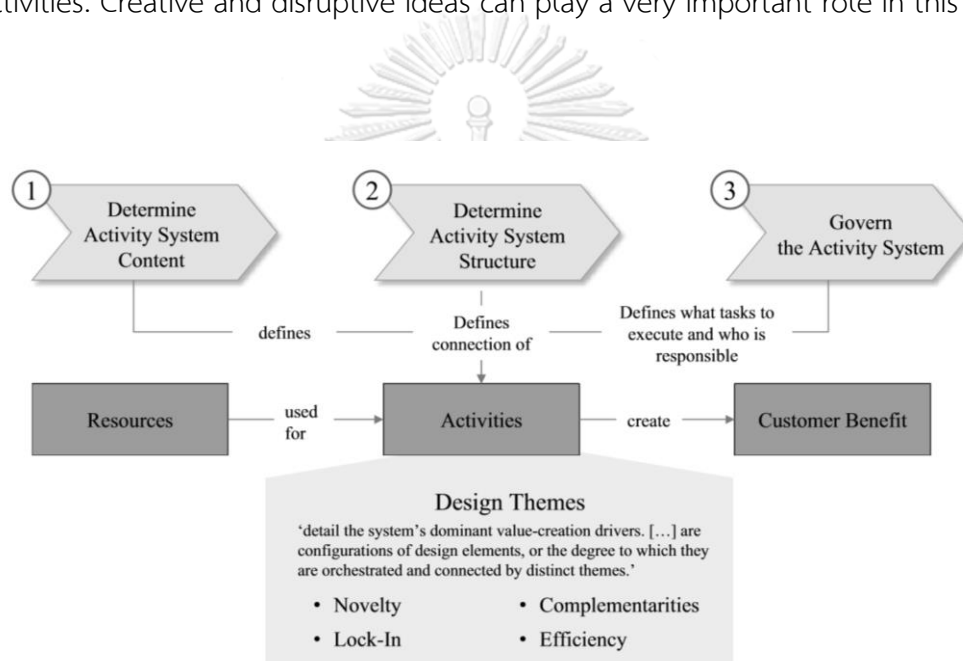 ctivities. Creative and disruptive ideas can play a very important role in this
1
Determine
Activity System
Content
2
Determine
Activity System
Structure
3
Govern
the Activity System
defines
Defines
connection of
Defines what tasks to
execute and who is
responsible
Resources
used
for
Activities
create
Customer Benefit
Design Themes
‘detail the system’s dominant value-creation drivers. […] are
configurations of design elements, or the degree to which they
are orchestrated and connected by distinct themes.’
• Novelty
• Complementarities
• Lock-In
• Efficiency